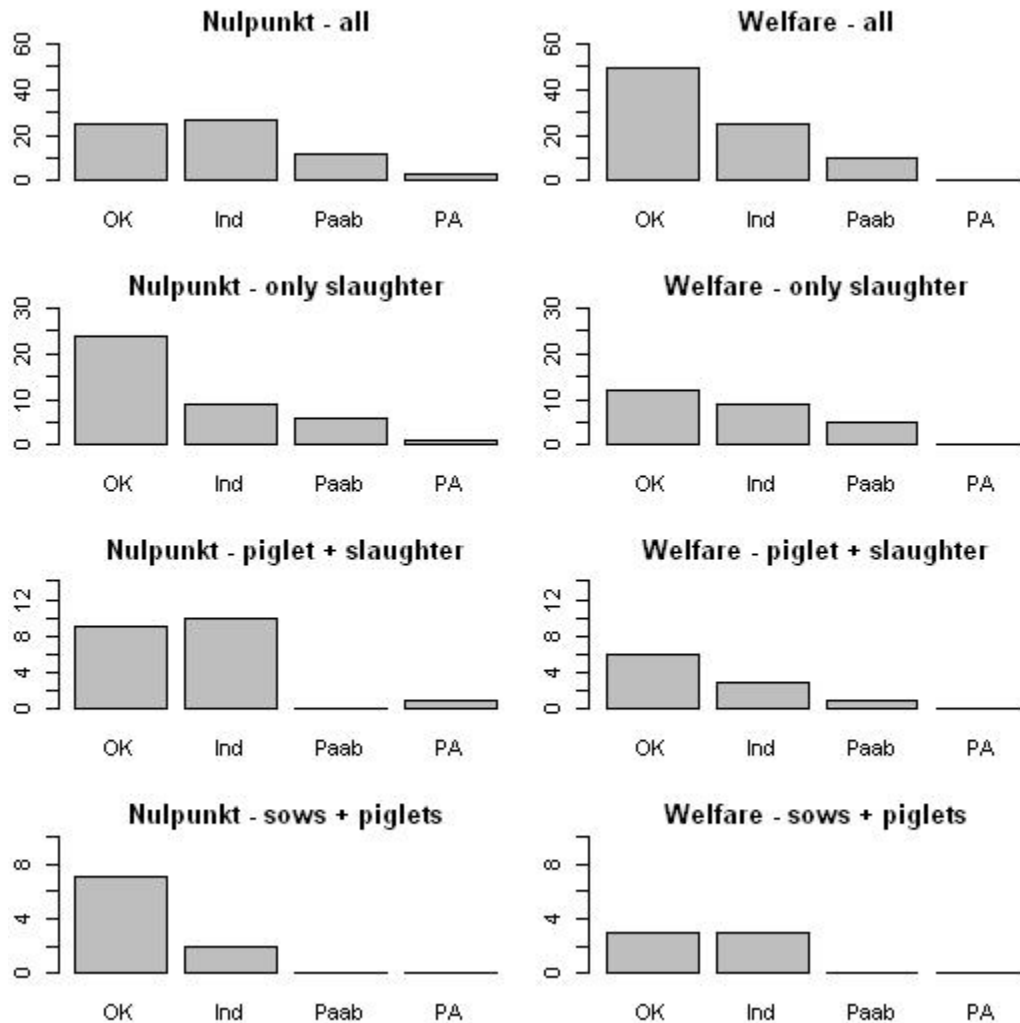 Nulpunkt - all
60
40
20
0
OK Ind Paab PA
Welfare - all
60
40
20
0
OK Ind Paab PA
Nulpunkt - only slaughter
30
20
10
0
OK Ind Paab PA
Welfare - only slaughter
30
20
10
0
OK Ind Paab PA
Nulpunkt - piglet + slaughter
12
8
4
0
OK Ind Paab PA
Welfare - piglet + slaughter
12
8
4
0
OK Ind Paab PA
Nulpunkt - sows + piglets
8
4
0
OK Ind Paab PA
Welfare - sows + piglets
8
4
0
OK Ind Paab PA